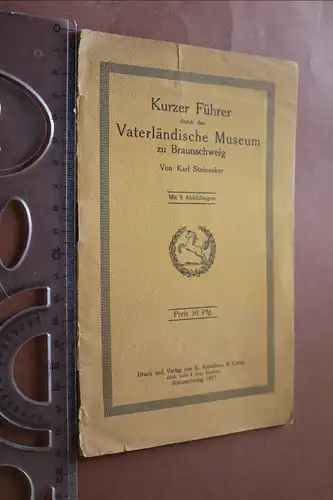 Kurzer Führer
durch das
Vaterländische Museum
zu Braunschweig
Von Karl Steinacker
Mit 8 Abbildungen
Preis 50 Pfg.
Druck und Verlag von E. Appelhans & Comp.
Braunschweig 1927